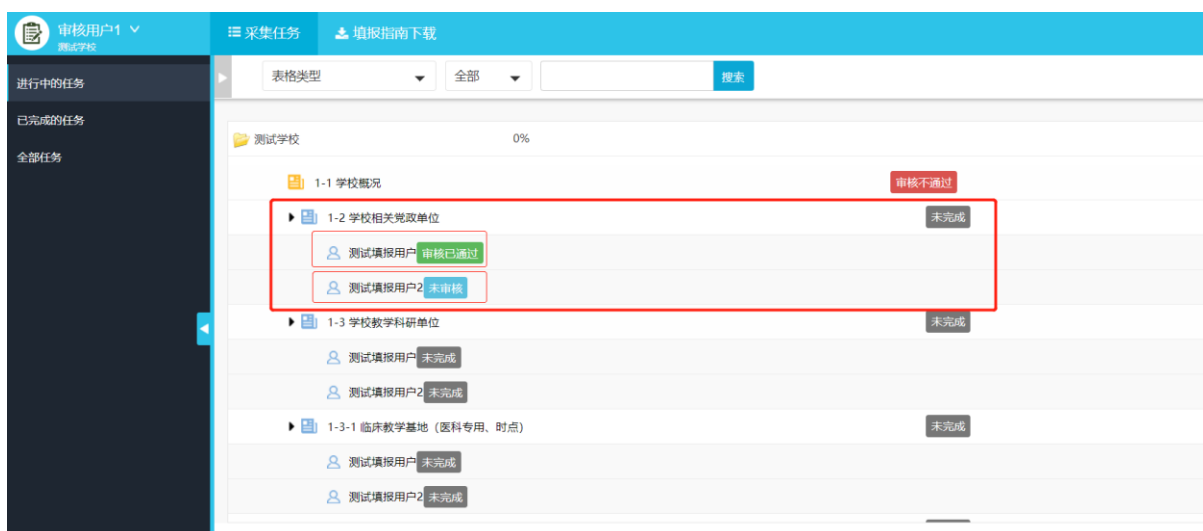 审核用户1
测试学校
采集任务 填报指南下载
进行中的任务
已完成的任务
全部任务
表格类型 全部 搜索
测试学校 0%
1-1 学校概况 审核不通过
1-2 学校相关党政单位 未完成
测试填报用户 审核已通过
测试填报用户2 未审核
1-3 学校教学科研单位 未完成
测试填报用户 未完成
测试填报用户2 未完成
1-3-1 临床教学基地（医科专用、时点） 未完成
测试填报用户 未完成
测试填报用户2 未完成